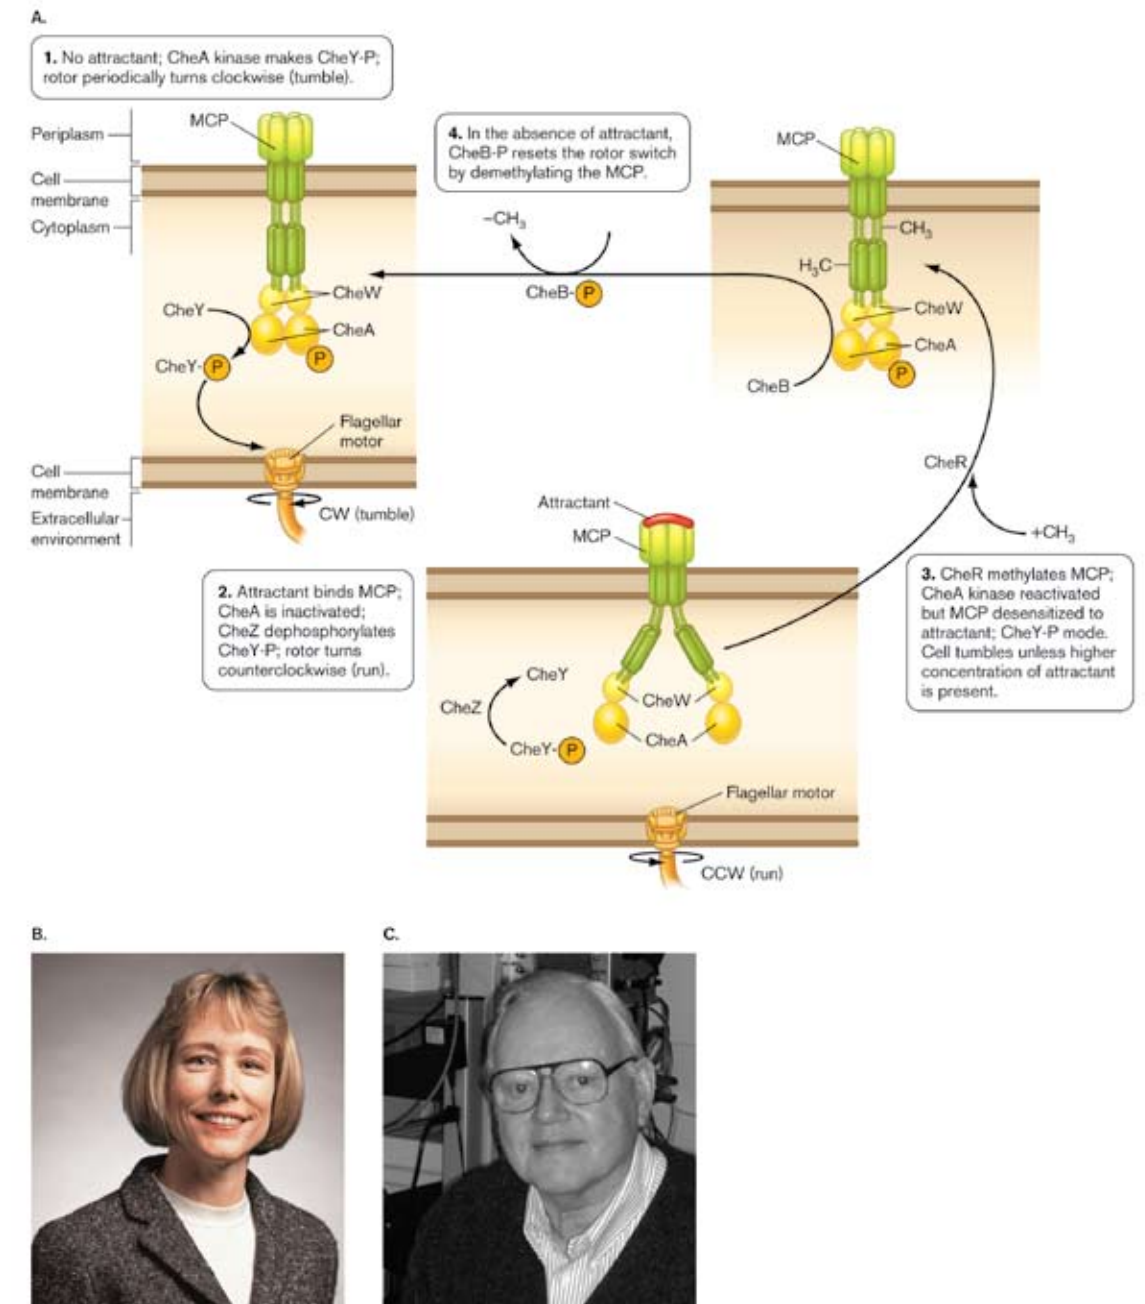 A.
1. No attractant; CheA kinase makes CheY-P;
rotor periodically turns clockwise (tumble).
Periplasm
MCP
Cell
membrane
Cytoplasm
CheW
CheY
CheA
CheY-P
P
Flagellar
motor
Cell
membrane
Extracellular
environment
CW (tumble)
4. In the absence of attractant,
CheB-P resets the rotor switch
by demethylating the MCP.
–CH₃
CheB-P
MCP
CH₃
H₃C
CheW
CheA
P
CheB
CheR
+CH₃
3. CheR methylates MCP;
CheA kinase reactivated
but MCP desensitized to
attractant; CheY-P mode.
Cell tumbles unless higher
concentration of attractant
is present.
2. Attractant binds MCP;
CheA is inactivated;
CheZ dephosphorylates
CheY-P; rotor turns
counterclockwise (run).
Attractant
MCP
CheY
CheZ
CheW
CheA
CheY-P
Flagellar motor
CCW (run)
B.
C.